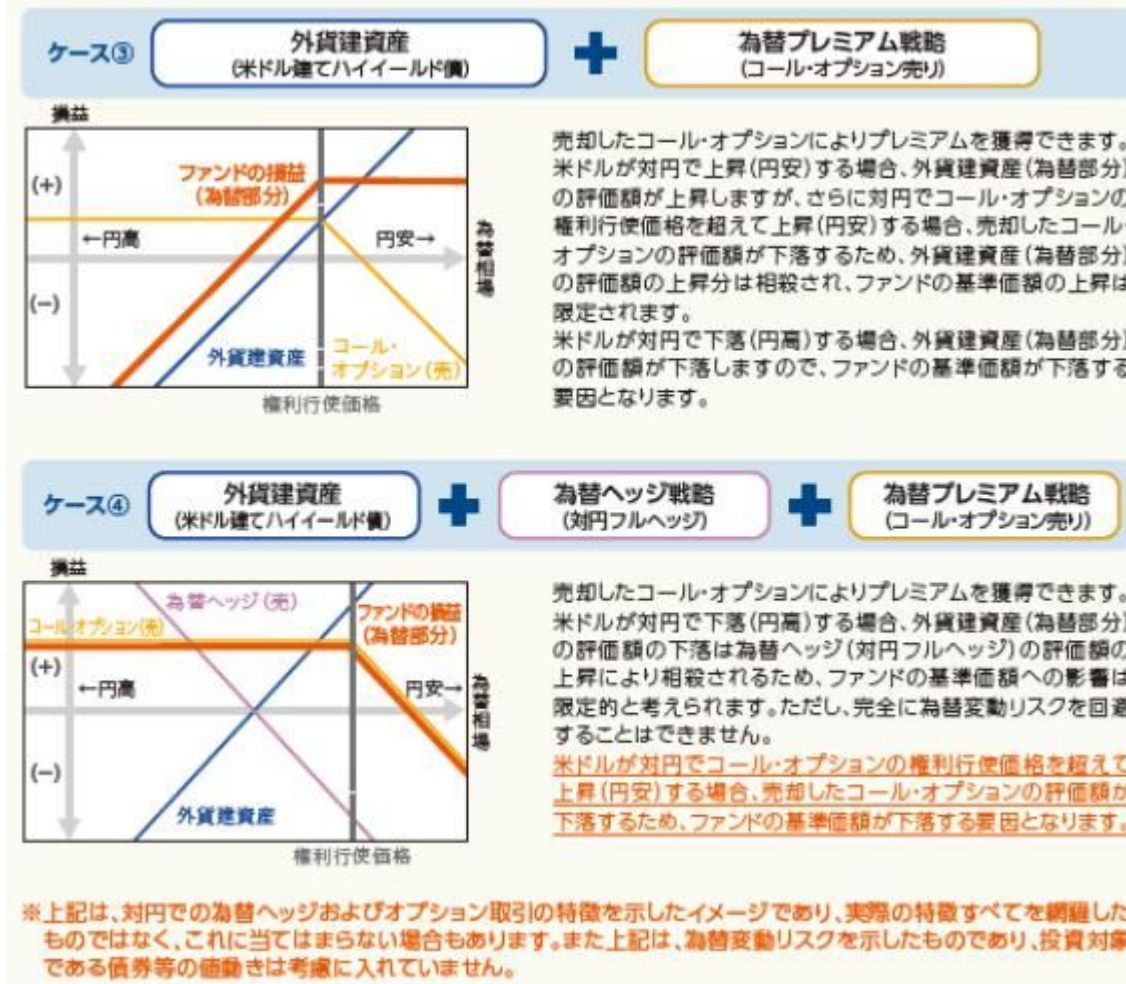 ケース③
外貨建資産
(米ドル建てハイイールド債)
+
為替プレミアム戦略
(コール・オプション売り)
損益
(+)
(−)
ファンドの損益
(為替部分)
←円高
円安→
為替相場
外貨建資産
コール・
オプション(売)
権利行使価格
売却したコール・オプションによりプレミアムを獲得できます。
米ドルが対円で上昇(円安)する場合、外貨建資産(為替部分)
の評価額が上昇しますが、さらに対円でコール・オプションの
権利行使価格を超えて上昇(円安)する場合、売却したコール・
オプションの評価額が下落するため、外貨建資産(為替部分)
の評価額の上昇分は相殺され、ファンドの基準価額の上昇は
限定されます。
米ドルが対円で下落(円高)する場合、外貨建資産(為替部分)
の評価額が下落しますので、ファンドの基準価額が下落する
要因となります。
ケース④
外貨建資産
(米ドル建てハイイールド債)
+
為替ヘッジ戦略
(対円フルヘッジ)
+
為替プレミアム戦略
(コール・オプション売り)
損益
為替ヘッジ(売)
コール・オプション(売)
ファンドの損益
(為替部分)
(+)
←円高
円安→
為替相場
(−)
外貨建資産
権利行使価格
売却したコール・オプションによりプレミアムを獲得できます。
米ドルが対円で下落(円高)する場合、外貨建資産(為替部分)
の評価額の下落は為替ヘッジ(対円フルヘッジ)の評価額の
上昇により相殺されるため、ファンドの基準価額への影響は
限定的と考えられます。ただし、完全に為替変動リスクを回避
することはできません。
米ドルが対円でコール・オプションの権利行使価格を超えて
上昇(円安)する場合、売却したコール・オプションの評価額が
下落するため、ファンドの基準価額が下落する要因となります。
※上記は、対円での為替ヘッジおよびオプション取引の特徴を示したイメージであり、実際の特徴すべてを網羅した
ものではなく、これに当てはまらない場合もあります。また上記は、為替変動リスクを示したものであり、投資対象
である債券等の値動きは考慮に入れていません。